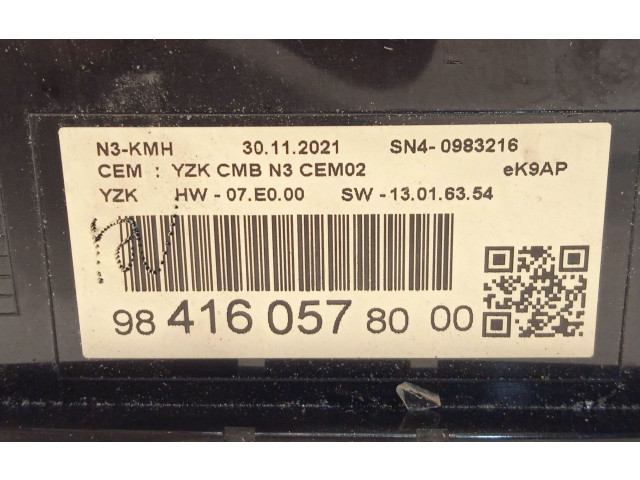 N3-KMH 30.11.2021 SN4- 0983216
CEM : YZK CMB N3 CEM02 eK9AP
YZK HW - 07.E0.00 SW - 13.01.63.54
98 416 057 80 00